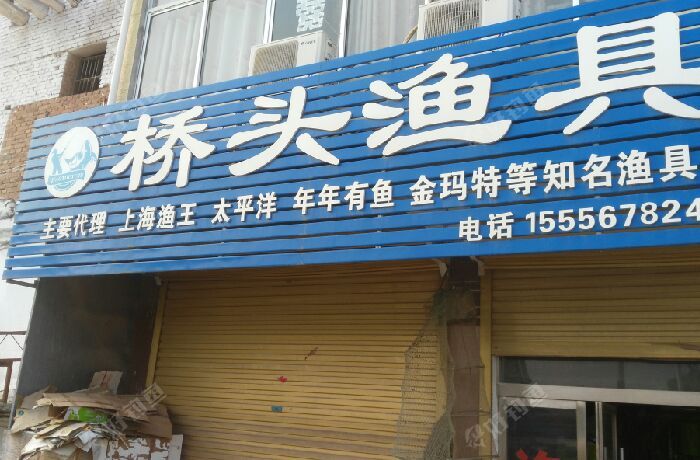 桥头渔具
主要代理 上海渔王 太平洋 年年有鱼 金玛特等知名渔具
电话 155567824